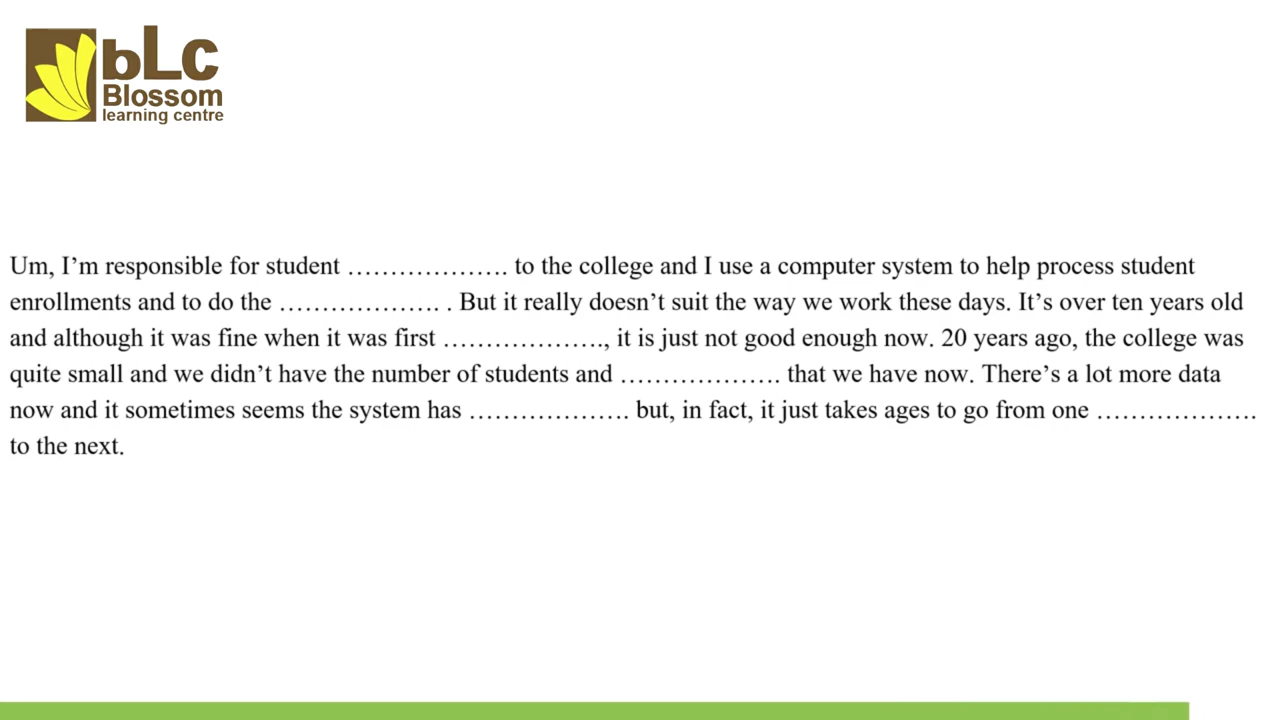 bLc
Blossom
learning centre
Um, I’m responsible for student ………………. to the college and I use a computer system to help process student
enrollments and to do the ………………. . But it really doesn’t suit the way we work these days. It’s over ten years old
and although it was fine when it was first ………………., it is just not good enough now. 20 years ago, the college was
quite small and we didn’t have the number of students and ………………. that we have now. There’s a lot more data
now and it sometimes seems the system has ………………. but, in fact, it just takes ages to go from one ……………….
to the next.